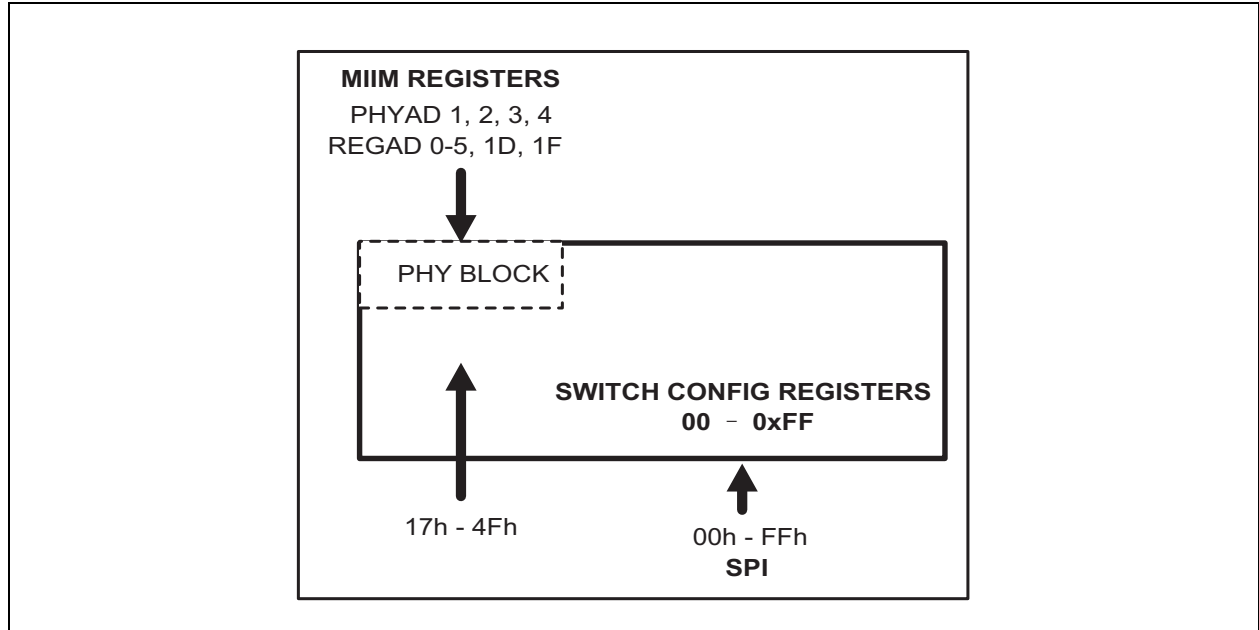 MIIM REGISTERS
PHYAD 1, 2, 3, 4
REGAD 0-5, 1D, 1F
PHY BLOCK
SWITCH CONFIG REGISTERS
00 – 0xFF
17h - 4Fh
00h - FFh
SPI